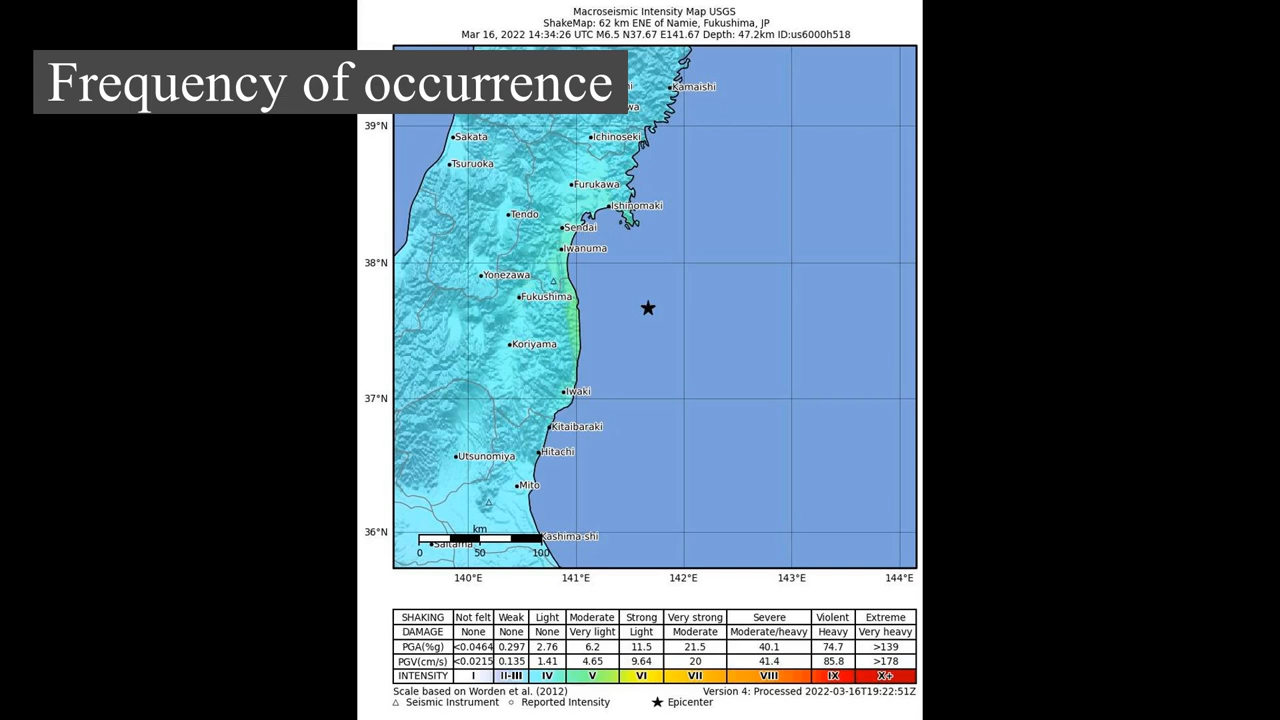 Macroseismic Intensity Map USGS
ShakeMap: 62 km ENE of Namie, Fukushima, JP
Mar 16, 2022 14:34:26 UTC M6.5 N37.67 E141.67 Depth: 47.2km ID:us6000h518
Frequency of occurrence
hi
Kamaishi
wa
39°N
Sakata
Ichinoseki
Tsuruoka
Furukawa
Ishinomaki
Tendo
Sendai
Iwanuma
38°N
Yonezawa
Fukushima
Koriyama
Iwaki
37°N
Kitaibaraki
Hitachi
Utsunomiya
Mito
km
36°N
Kashima-shi
Saitama
0 50 100
140°E 141°E 142°E 143°E 144°E
SHAKING Not felt Weak Light Moderate Strong Very strong Severe Violent Extreme
DAMAGE None None None Very light Light Moderate Moderate/heavy Heavy Very heavy
PGA(%g) <0.0464 0.297 2.76 6.2 11.5 21.5 40.1 74.7 >139
PGV(cm/s) <0.0215 0.135 1.41 4.65 9.64 20 41.4 85.8 >178
INTENSITY I II-III IV V VI VII VIII IX X+
Scale based on Worden et al. (2012) Version 4: Processed 2022-03-16T19:22:51Z
Seismic Instrument Reported Intensity Epicenter